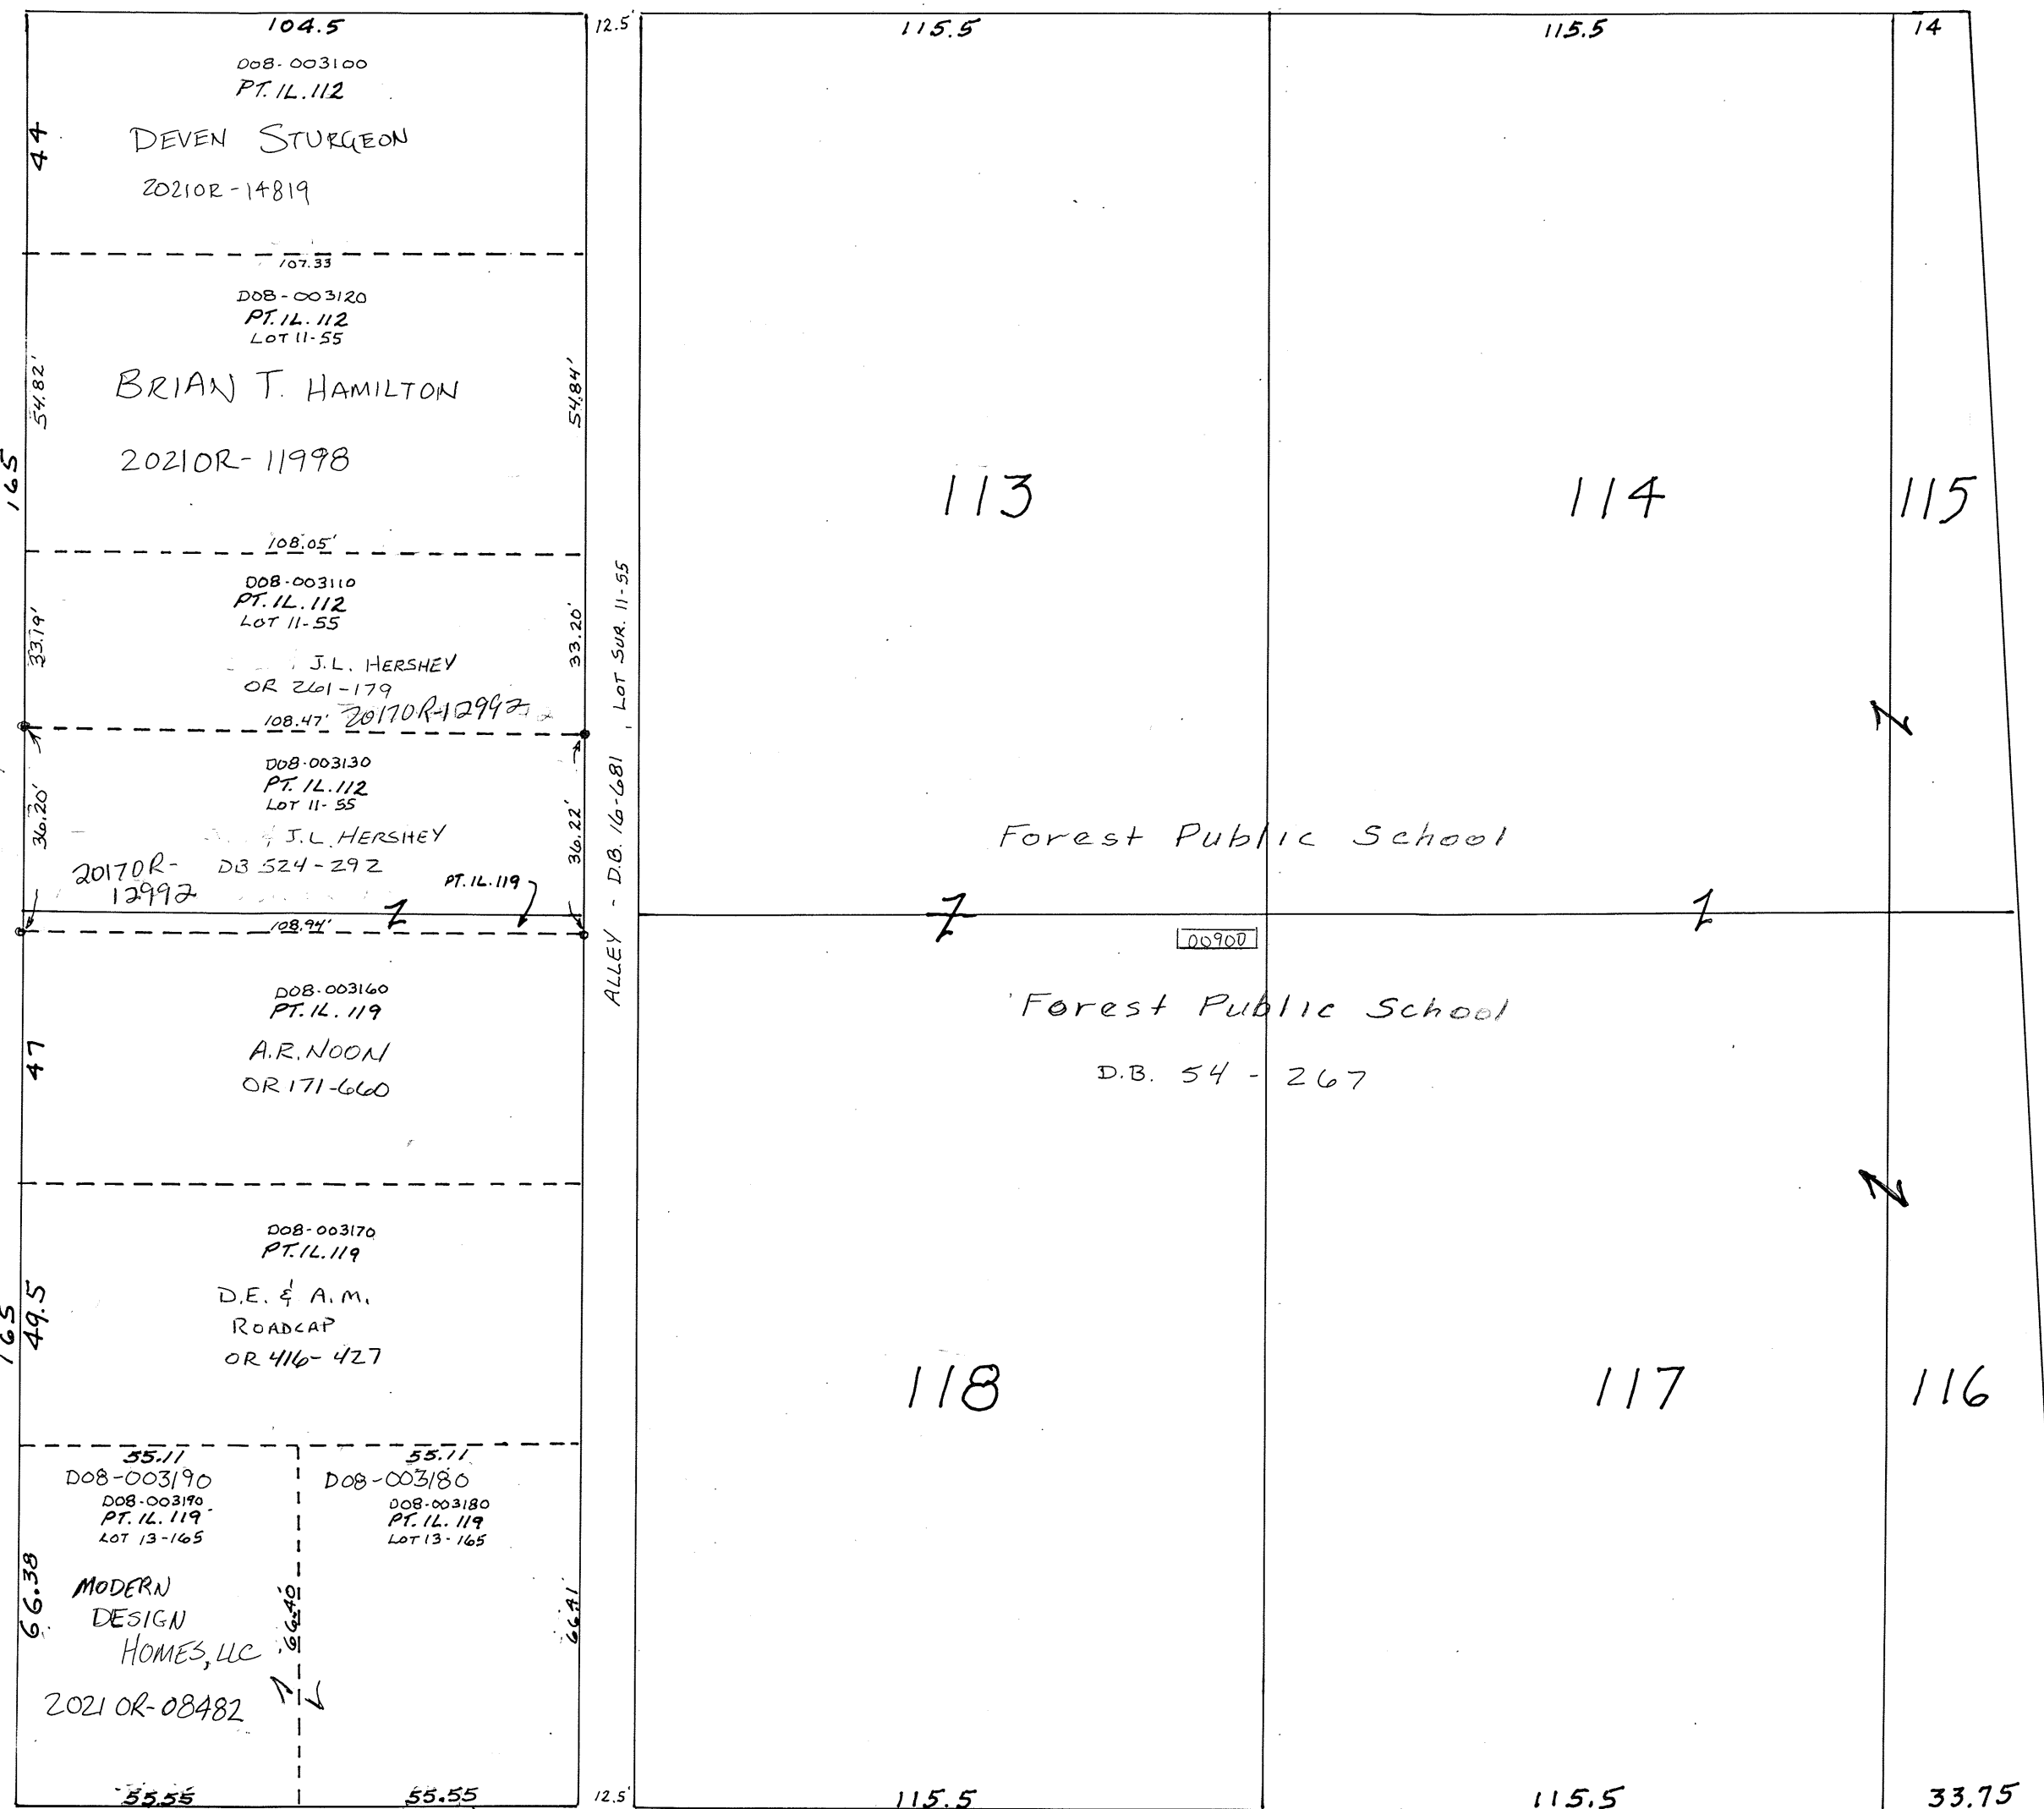 104.5
12.5'
115.5
115.5
14
D08-003100
PT. IL. 112
44
DEVEN STURGEON
2021OR-14819
107.33
D08-003120
PT. IL. 112
LOT 11-55
54.82'
54.84'
BRIAN T. HAMILTON
2021OR-11998
165
113
114
115
108.05'
D08-003110
PT. IL. 112
LOT 11-55
33.19'
33.20'
J.L. HERSHEY
OR 261-179
108.47' 2017OR-12992
ALLEY - D.B. 16-681, LOT SUR. 11-55
D08-003130
PT. IL. 112
LOT 11-55
36.20'
36.22'
& J.L. HERSHEY
2017OR-
12992
DB 524-292
PT. IL. 119
Forest Public School
108.94'
00900
D08-003160
PT. IL. 119
Forest Public School
D.B. 54-267
47
A.R. NOON
OR 171-660
D08-003170
PT. IL. 119
165
49.5
D.E. & A.M.
ROADCAP
OR 416-427
118
117
116
55.11
55.11
D08-003190
D08-003180
D08-003190
PT. IL. 119
LOT 13-165
D08-003180
PT. IL. 119
LOT 13-165
66.38
66.40
66.41
MODERN
DESIGN
HOMES, LLC
2021 OR-08482
55.55
55.55
12.5'
115.5
115.5
33.75